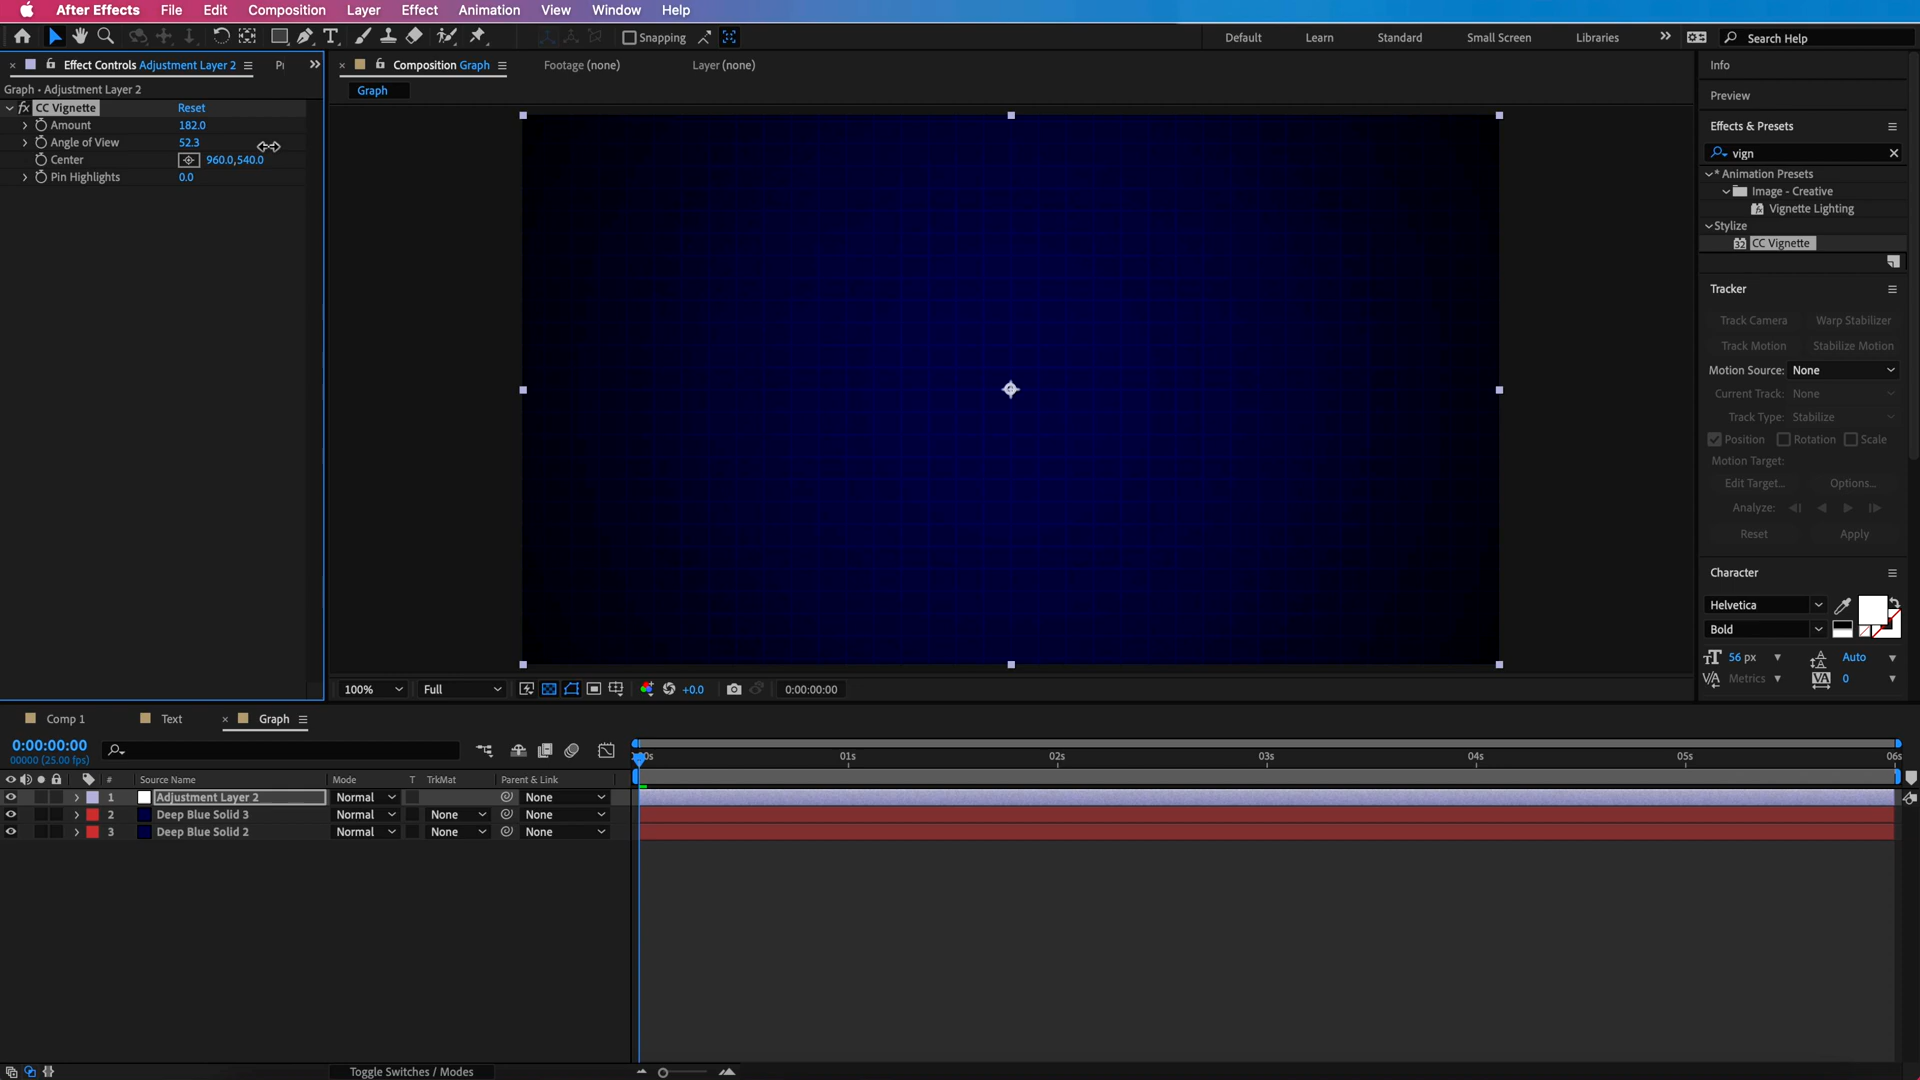 After Effects File Edit Composition Layer Effect Animation View Window Help
Snapping Default Learn Standard Small Screen Libraries Search Help
Effect Controls Adjustment Layer 2
Composition Graph Footage (none) Layer (none)
Graph • Adjustment Layer 2
Graph
fx CC Vignette Reset
Amount 182.0
Angle of View 52.3
Center 960.0,540.0
Pin Highlights 0.0
Info
Preview
Effects & Presets
vign
* Animation Presets
Image - Creative
Vignette Lighting
Stylize
32 CC Vignette
Tracker
Track Camera Warp Stabilizer
Track Motion Stabilize Motion
Motion Source: None
Current Track: None
Track Type: Stabilize
Position Rotation Scale
Motion Target:
Edit Target... Options...
Analyze:
Reset Apply
Character
Helvetica
Bold
56 px Auto
Metrics 0
100% Full +0.0 0:00:00:00
Comp 1 Text Graph
0:00:00:00
00000 (25.00 fps)
01s 02s 03s 04s 05s 06s
# Source Name Mode T TrkMat Parent & Link
1 Adjustment Layer 2 Normal None
2 Deep Blue Solid 3 Normal None None
3 Deep Blue Solid 2 Normal None None
Toggle Switches / Modes